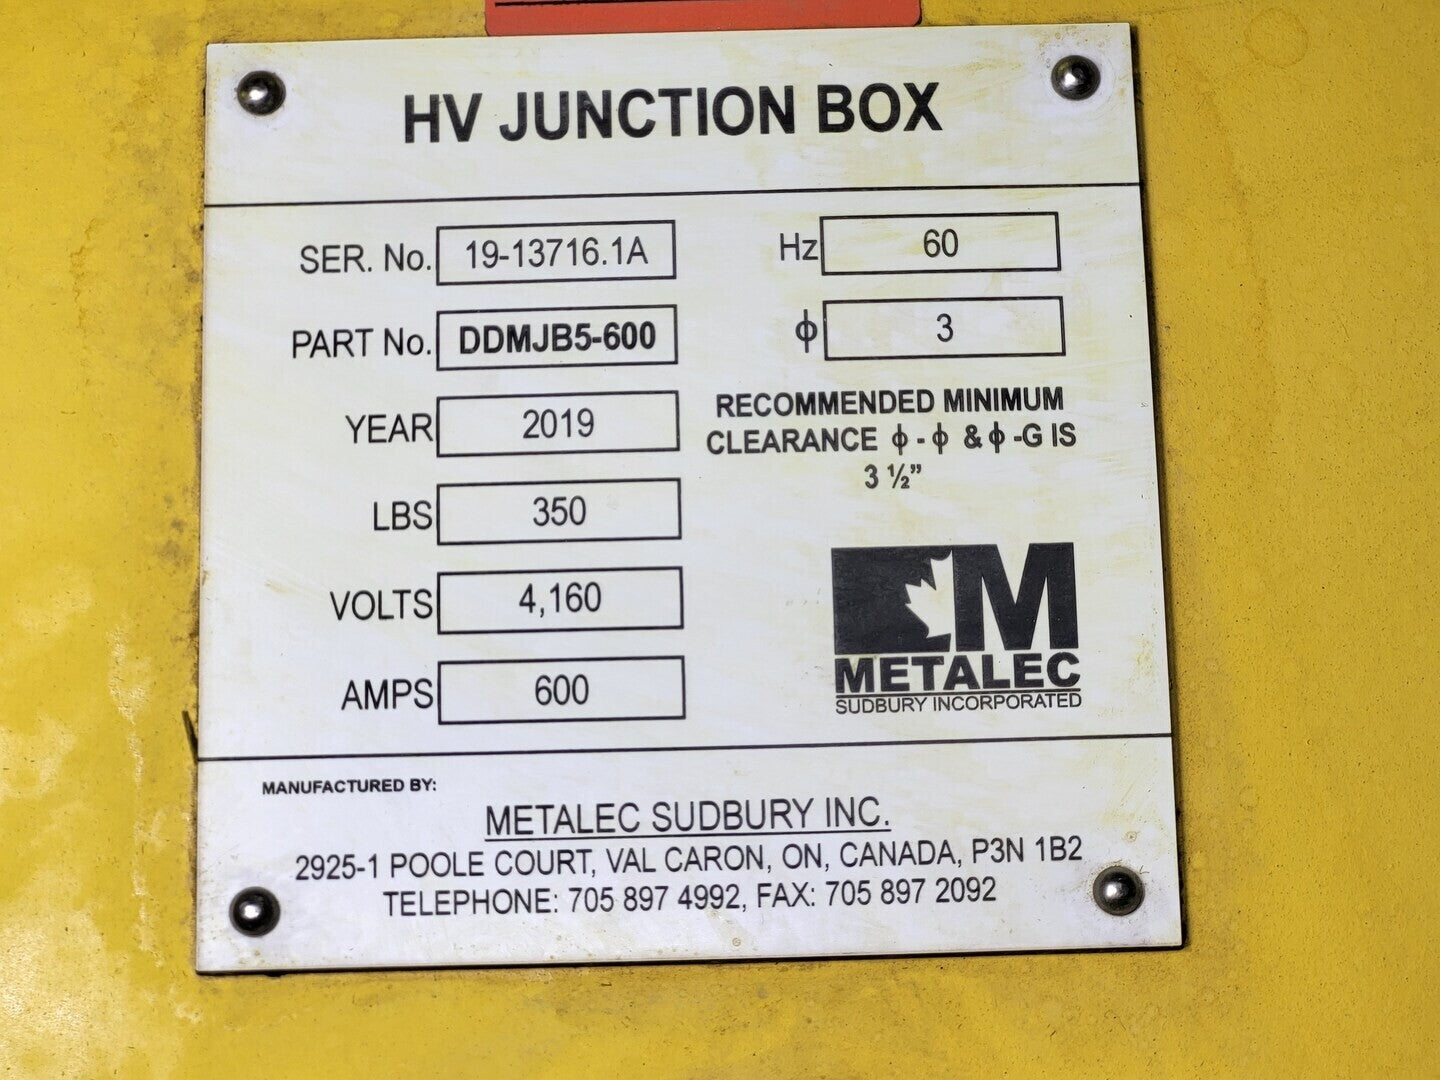 HV JUNCTION BOX
SER. No. 19-13716.1A
PART No. DDMJB5-600
YEAR 2019
LBS 350
VOLTS 4,160
AMPS 600
Hz 60
ϕ 3
RECOMMENDED MINIMUM
CLEARANCE ϕ - ϕ & ϕ -G IS
3 ½”
M
METALEC
SUDBURY INCORPORATED
MANUFACTURED BY:
METALEC SUDBURY INC.
2925-1 POOLE COURT, VAL CARON, ON, CANADA, P3N 1B2
TELEPHONE: 705 897 4992, FAX: 705 897 2092